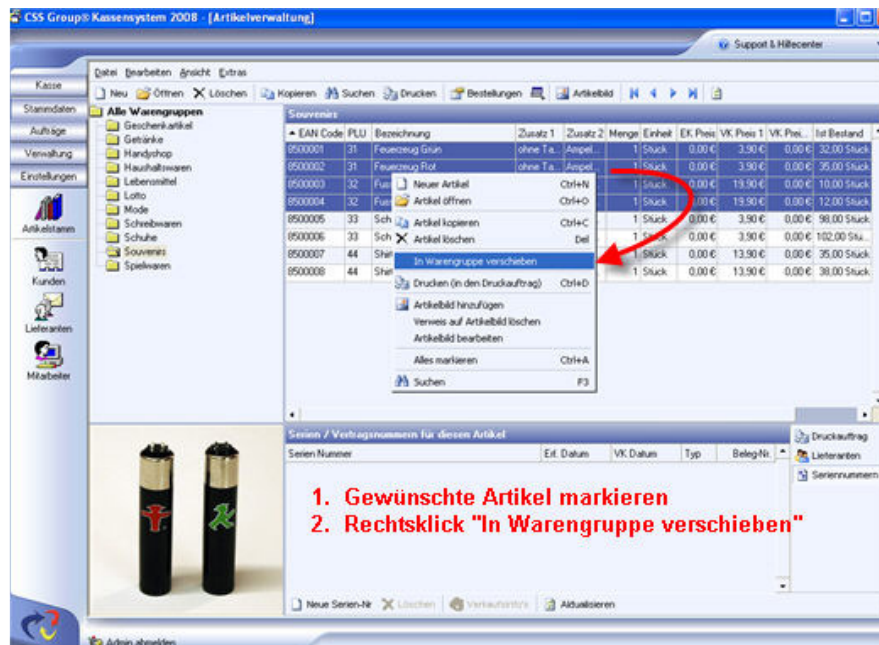 CSS Group® Kassensystem 2008 - [Artikelverwaltung]
Support & Hilfecenter
Datei Bearbeiten Ansicht Extras
Neu Öffnen Löschen Kopieren Suchen Drucken Bestellungen Artikelbild
Kasse
Stammdaten
Aufträge
Verwaltung
Einstellungen
Artikelstamm
Kunden
Lieferanten
Mitarbeiter
Alle Warengruppen
Geschenkartikel
Getränke
Handyshop
Haushaltswaren
Lebensmittel
Lotto
Mode
Schreibwaren
Schuhe
Souvenirs
Spielwaren
Souvenirs
EAN Code PLU Bezeichnung Zusatz 1 Zusatz 2 Menge Einheit EK Preis VK Preis 1 VK Prei... Ist Bestand
8500001 31 Feuerzeug Grün ohne Ta... Ampel... 1 Stück 0,00 € 3,90 € 0,00 € 32,00 Stück
8500002 31 Feuerzeug Rot ohne Ta... Ampel... 1 Stück 0,00 € 3,90 € 0,00 € 35,00 Stück
8500003 32 1 Stück 0,00 € 19,90 € 0,00 € 10,00 Stück
8500004 32 1 Stück 0,00 € 19,90 € 0,00 € 12,00 Stück
8500005 33 Sch 1 Stück 0,00 € 3,90 € 0,00 € 98,00 Stück
8500006 33 Sch 1 Stück 0,00 € 3,90 € 0,00 € 102,00 Stü...
8500007 44 Shir 1 Stück 0,00 € 13,90 € 0,00 € 35,00 Stück
8500008 44 Shir 1 Stück 0,00 € 13,90 € 0,00 € 38,00 Stück
Neuer Artikel Ctrl+N
Artikel öffnen Ctrl+O
Artikel kopieren Ctrl+C
Artikel löschen Del
In Warengruppe verschieben
Drucken (in den Druckauftrag) Ctrl+D
Artikelbild hinzufügen
Verweis auf Artikelbild löschen
Artikelbild bearbeiten
Alles markieren Ctrl+A
Suchen F3
Serien / Vertragsnummern für diesen Artikel
Serien Nummer Erf. Datum VK Datum Typ Beleg-Nr.
Druckauftrag
Lieferanten
Seriennummern
1. Gewünschte Artikel markieren
2. Rechtsklick "In Warengruppe verschieben"
Neue Serien-Nr Löschen Aktualisieren
Admin abmelden